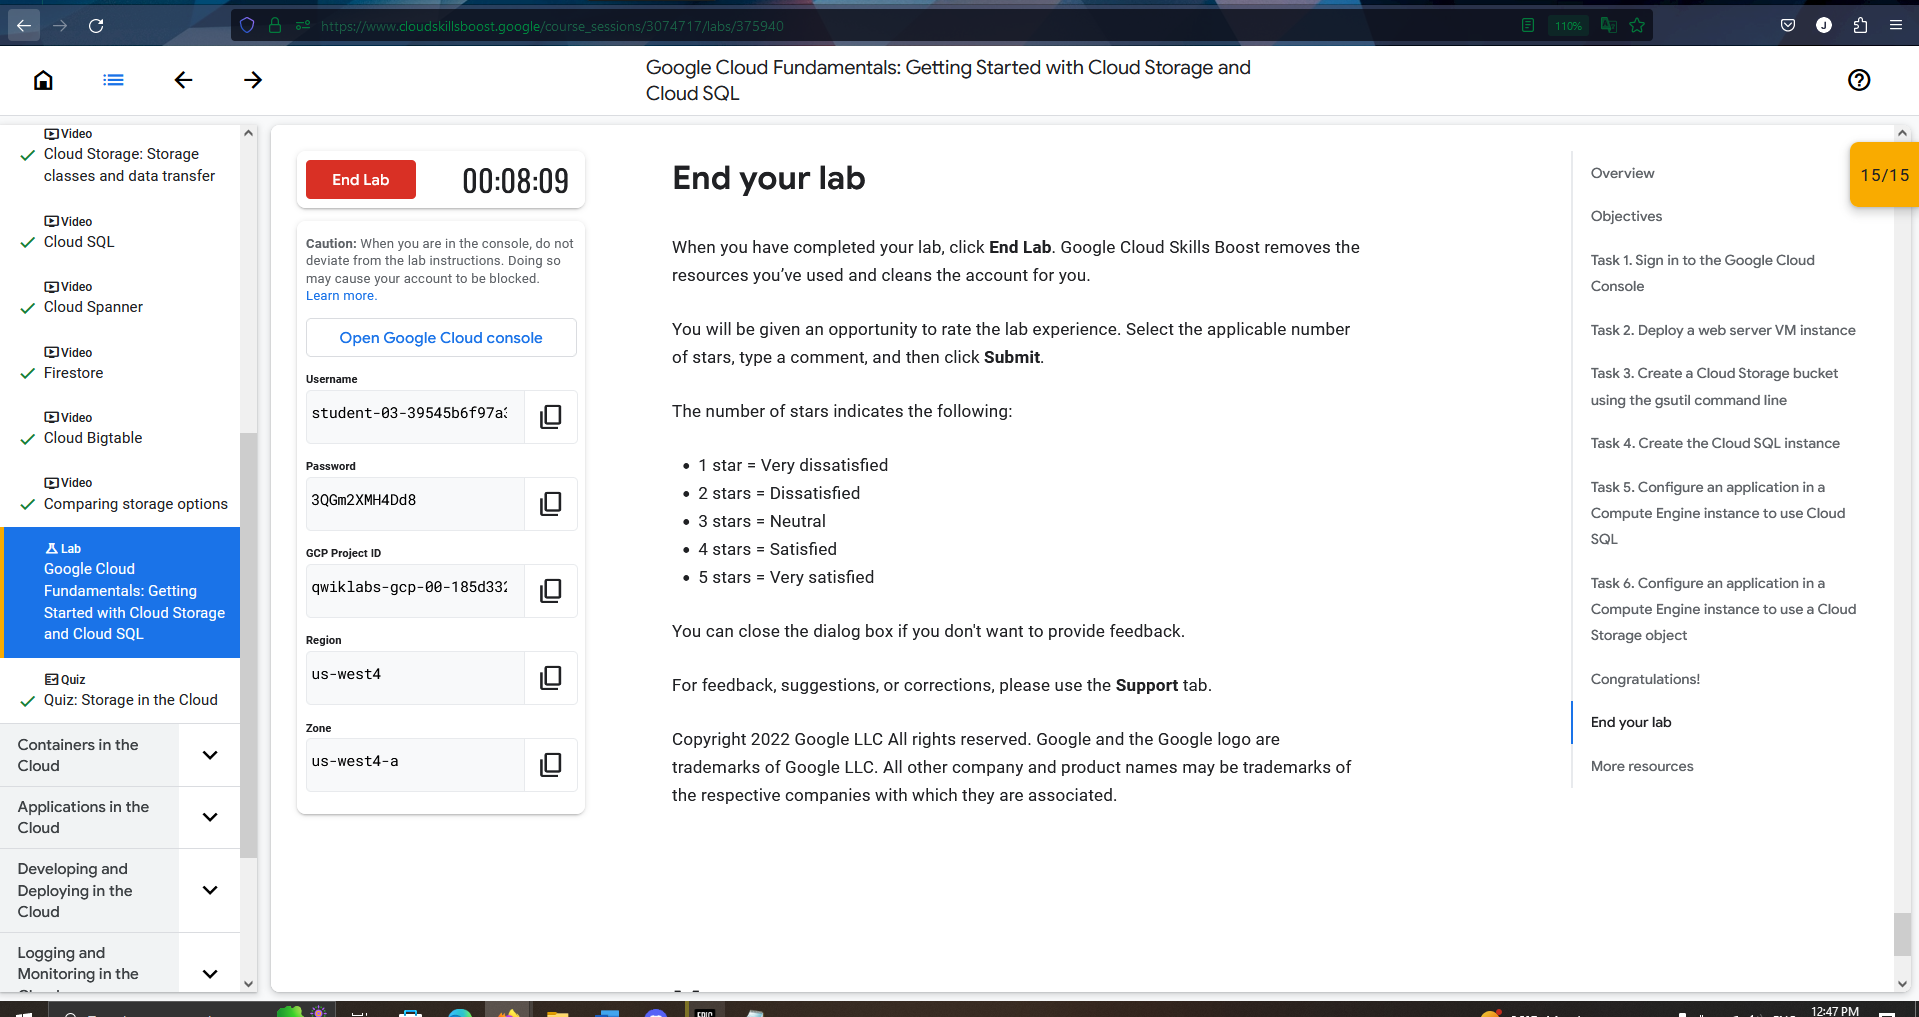 https://www.cloudskillsboost.google/course_sessions/3074717/labs/375940
110%
J
Google Cloud Fundamentals: Getting Started with Cloud Storage and
Cloud SQL
Video
Cloud Storage: Storage
classes and data transfer
Video
Cloud SQL
Video
Cloud Spanner
Video
Firestore
Video
Cloud Bigtable
Video
Comparing storage options
Lab
Google Cloud
Fundamentals: Getting
Started with Cloud Storage
and Cloud SQL
Quiz
Quiz: Storage in the Cloud
Containers in the
Cloud
Applications in the
Cloud
Developing and
Deploying in the
Cloud
Logging and
Monitoring in the
End Lab
00:08:09
Caution: When you are in the console, do not
deviate from the lab instructions. Doing so
may cause your account to be blocked.
Learn more.
Open Google Cloud console
Username
student-03-39545b6f97a3
Password
3QGm2XMH4Dd8
GCP Project ID
qwiklabs-gcp-00-185d332
Region
us-west4
Zone
us-west4-a
End your lab
When you have completed your lab, click End Lab. Google Cloud Skills Boost removes the
resources you’ve used and cleans the account for you.
You will be given an opportunity to rate the lab experience. Select the applicable number
of stars, type a comment, and then click Submit.
The number of stars indicates the following:
• 1 star = Very dissatisfied
• 2 stars = Dissatisfied
• 3 stars = Neutral
• 4 stars = Satisfied
• 5 stars = Very satisfied
You can close the dialog box if you don't want to provide feedback.
For feedback, suggestions, or corrections, please use the Support tab.
Copyright 2022 Google LLC All rights reserved. Google and the Google logo are
trademarks of Google LLC. All other company and product names may be trademarks of
the respective companies with which they are associated.
Overview
Objectives
Task 1. Sign in to the Google Cloud
Console
Task 2. Deploy a web server VM instance
Task 3. Create a Cloud Storage bucket
using the gsutil command line
Task 4. Create the Cloud SQL instance
Task 5. Configure an application in a
Compute Engine instance to use Cloud
SQL
Task 6. Configure an application in a
Compute Engine instance to use a Cloud
Storage object
Congratulations!
End your lab
More resources
15/15
EPIC
12:47 PM